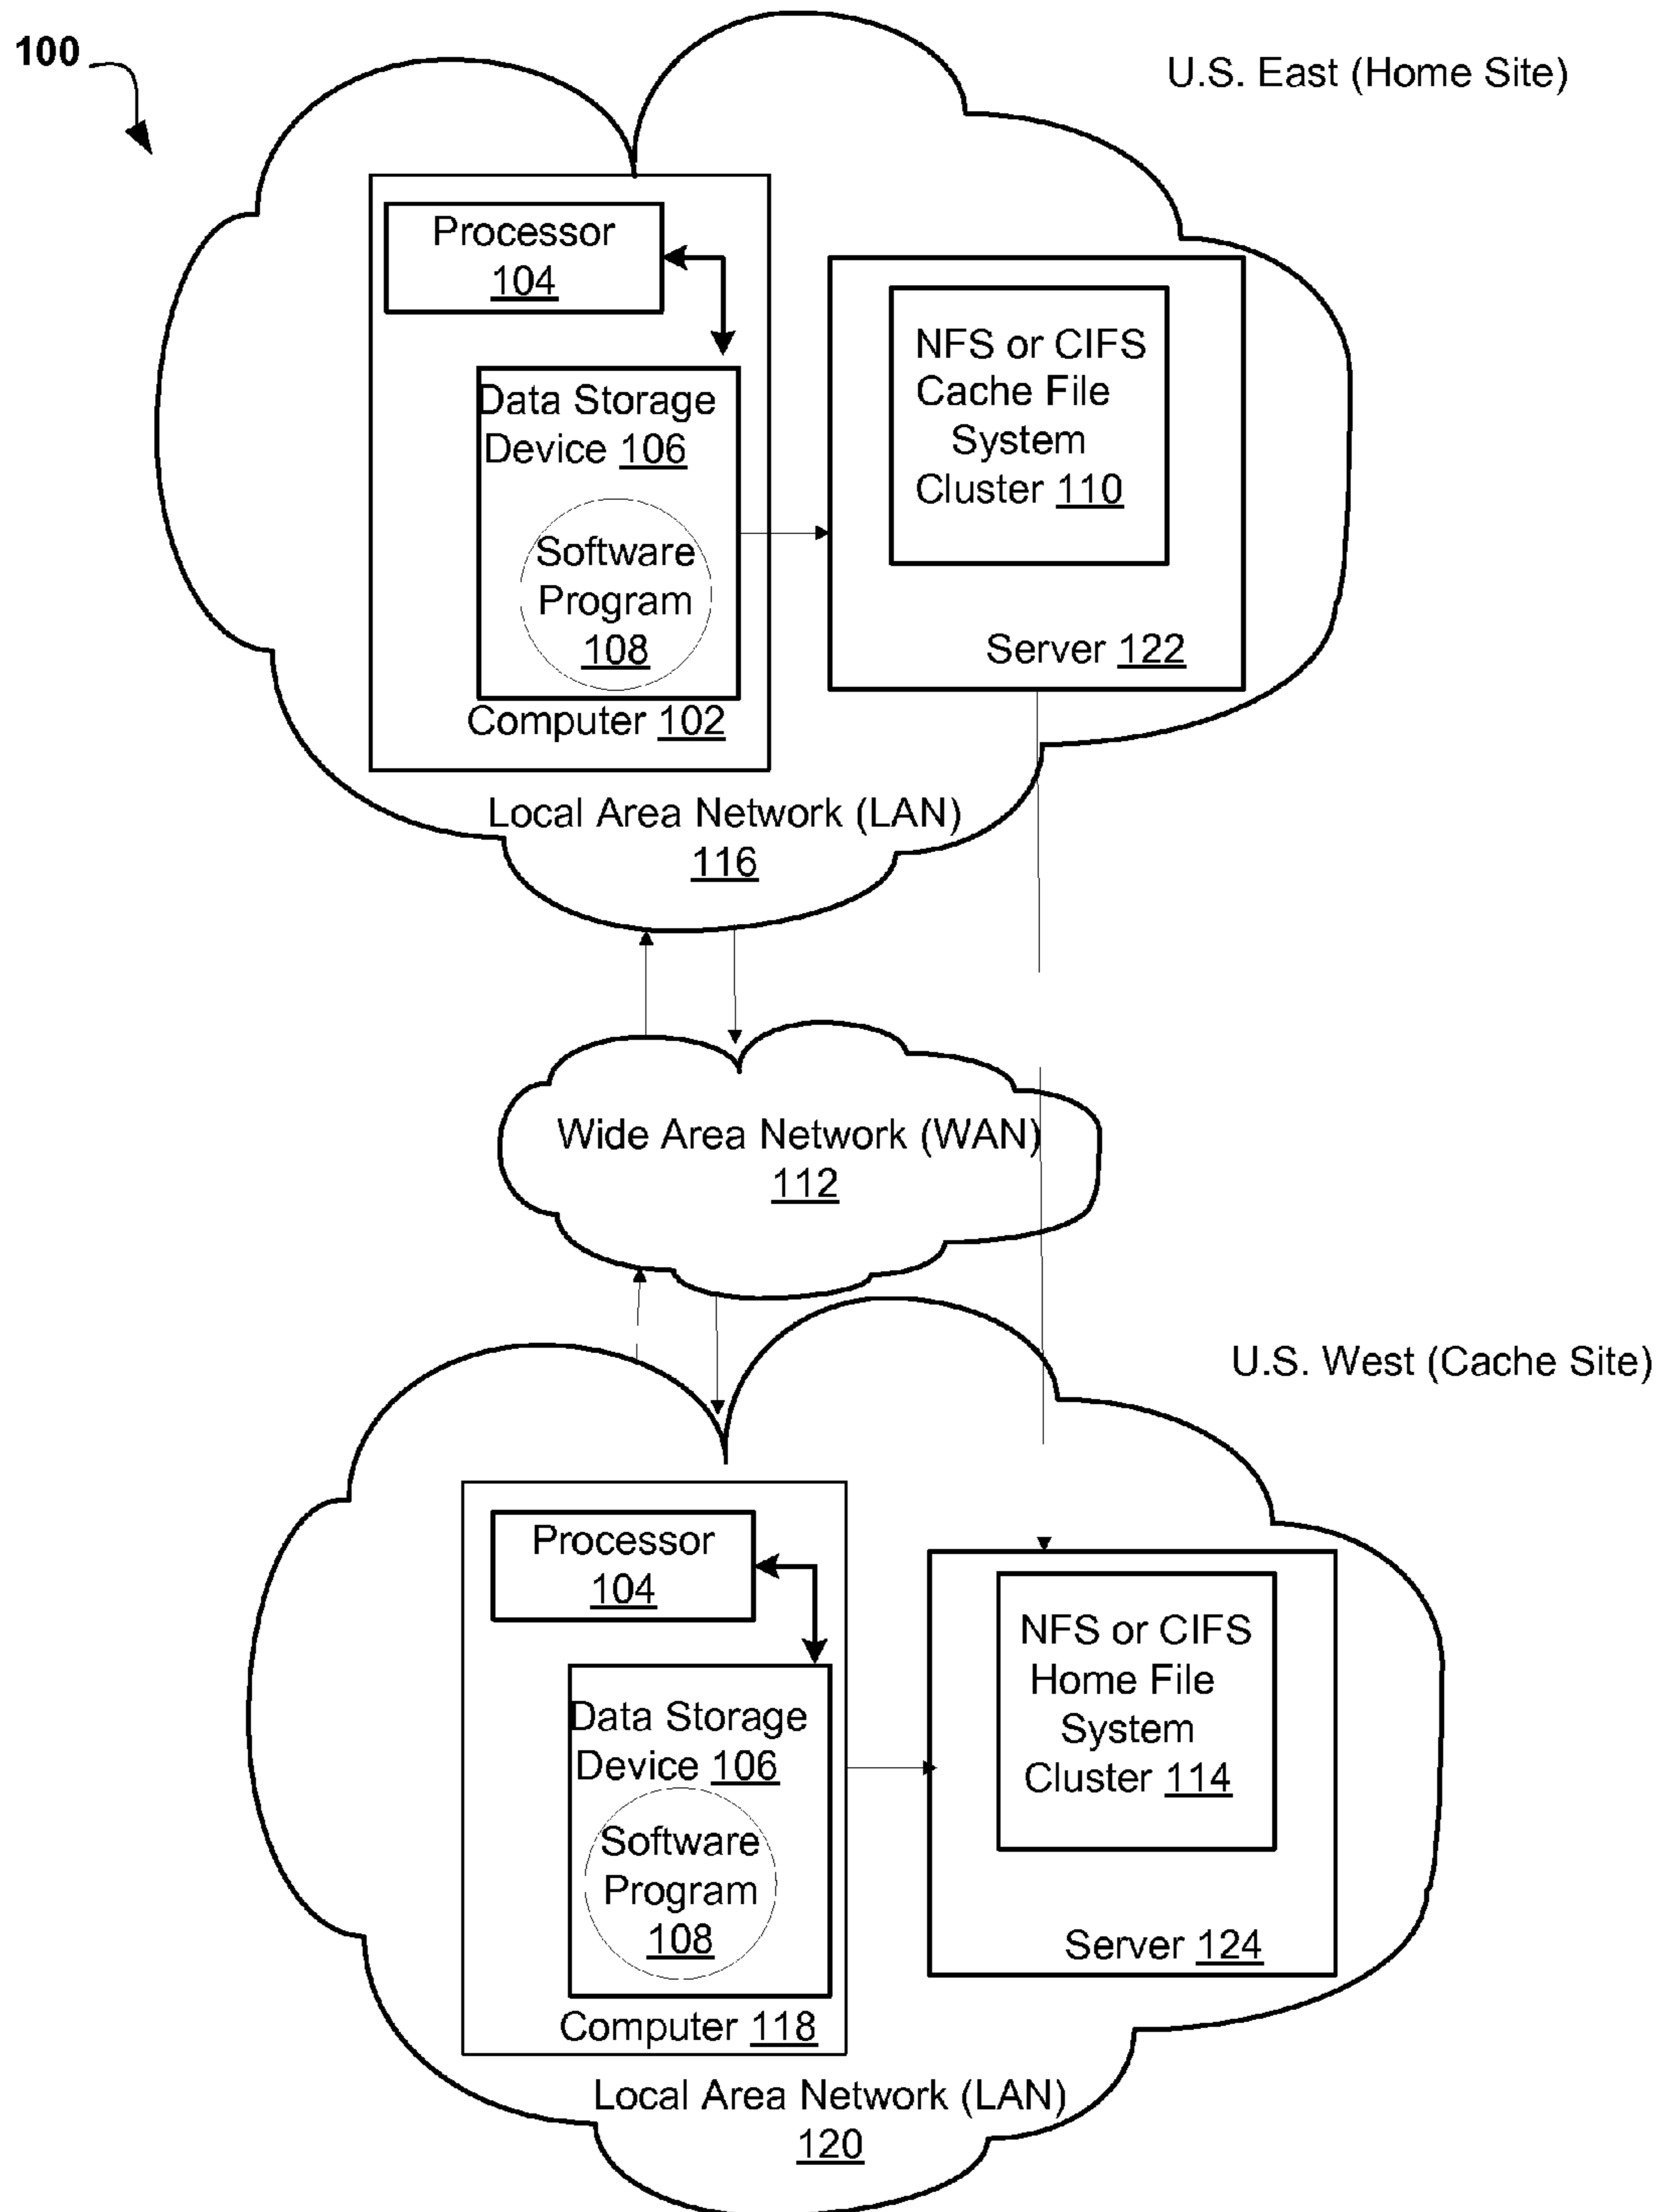 100
U.S. East (Home Site)
Processor
104
Data Storage
Device 106
Software
Program
108
Computer 102
NFS or CIFS
Cache File
System
Cluster 110
Server 122
Local Area Network (LAN)
116
Wide Area Network (WAN)
112
U.S. West (Cache Site)
Processor
104
Data Storage
Device 106
Software
Program
108
Computer 118
NFS or CIFS
Home File
System
Cluster 114
Server 124
Local Area Network (LAN)
120